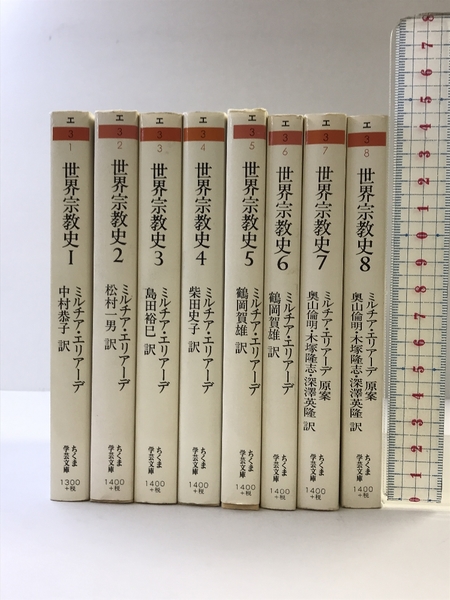 エ
3
1
世界宗教史1
ミルチア・エリアーデ
中村恭子 訳
ちくま
学芸文庫
1300
+税
エ
3
2
世界宗教史2
ミルチア・エリアーデ
松村一男 訳
ちくま
学芸文庫
1400
+税
エ
3
3
世界宗教史3
ミルチア・エリアーデ
島田裕巳 訳
ちくま
学芸文庫
1400
+税
エ
3
4
世界宗教史4
ミルチア・エリアーデ
柴田史子 訳
ちくま
学芸文庫
1400
+税
エ
3
5
世界宗教史5
ミルチア・エリアーデ
鶴岡賀雄 訳
ちくま
学芸文庫
1400
+税
エ
3
6
世界宗教史6
ミルチア・エリアーデ
鶴岡賀雄 訳
ちくま
学芸文庫
1400
+税
エ
3
7
世界宗教史7
ミルチア・エリアーデ 原案
奥山倫明・木塚隆志・深澤英隆 訳
ちくま
学芸文庫
1400
+税
エ
3
8
世界宗教史8
ミルチア・エリアーデ 原案
奥山倫明・木塚隆志・深澤英隆 訳
ちくま
学芸文庫
1400
+税